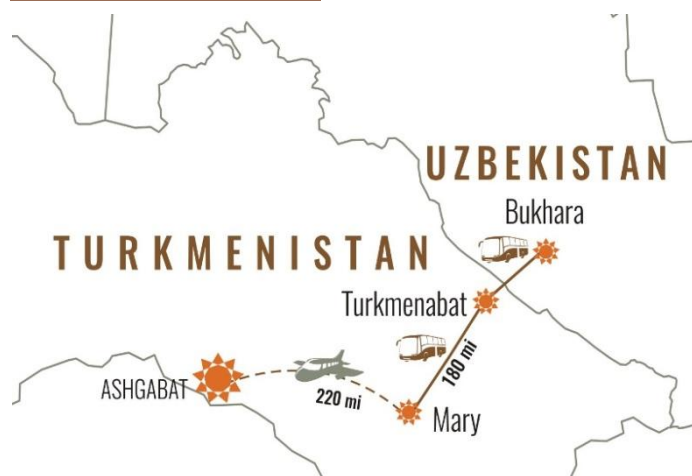 UZBEKISTAN
Bukhara
TURKMENISTAN
Turkmenabat
180 mi
ASHGABAT
220 mi
Mary